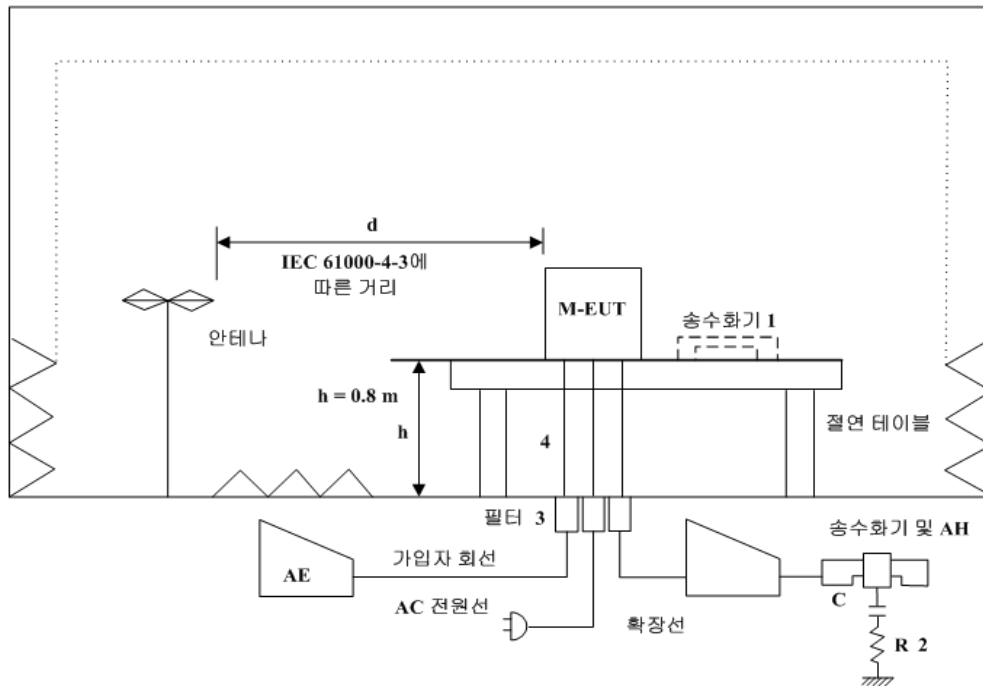 d
IEC 61000-4-3에
따른 거리
M-EUT
송수화기 1
안테나
h = 0.8 m
h
4
절연 테이블
필터 3
송수화기 및 AH
AE
가입자 회선
C
AC 전원선
확장선
R 2